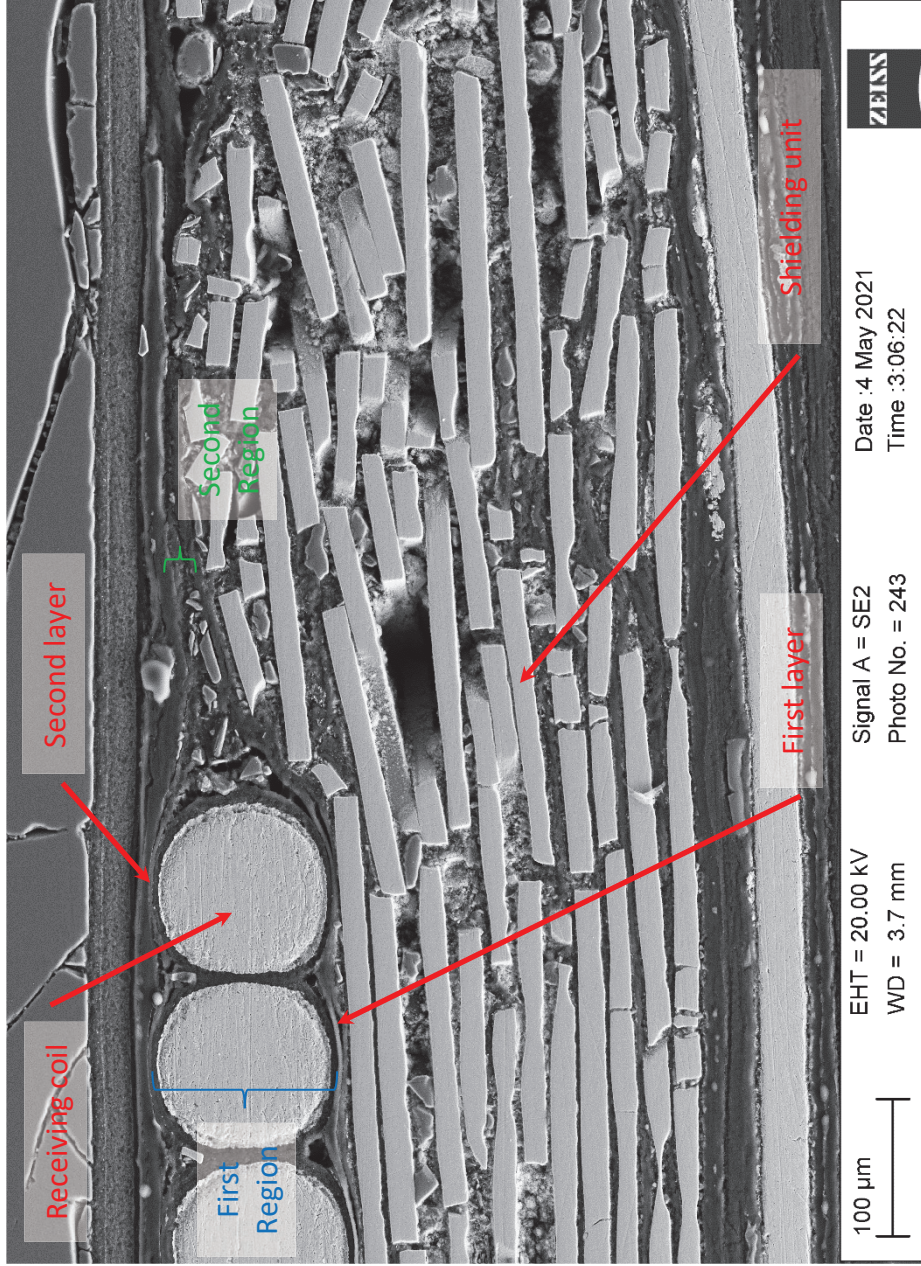 Receiving coil
Second layer
First
Region
Second
Region
First layer
Shielding unit
100 µm
EHT = 20.00 kV
WD = 3.7 mm
Signal A = SE2
Photo No. = 243
Date :4 May 2021
Time :3:06:22
ZEISS